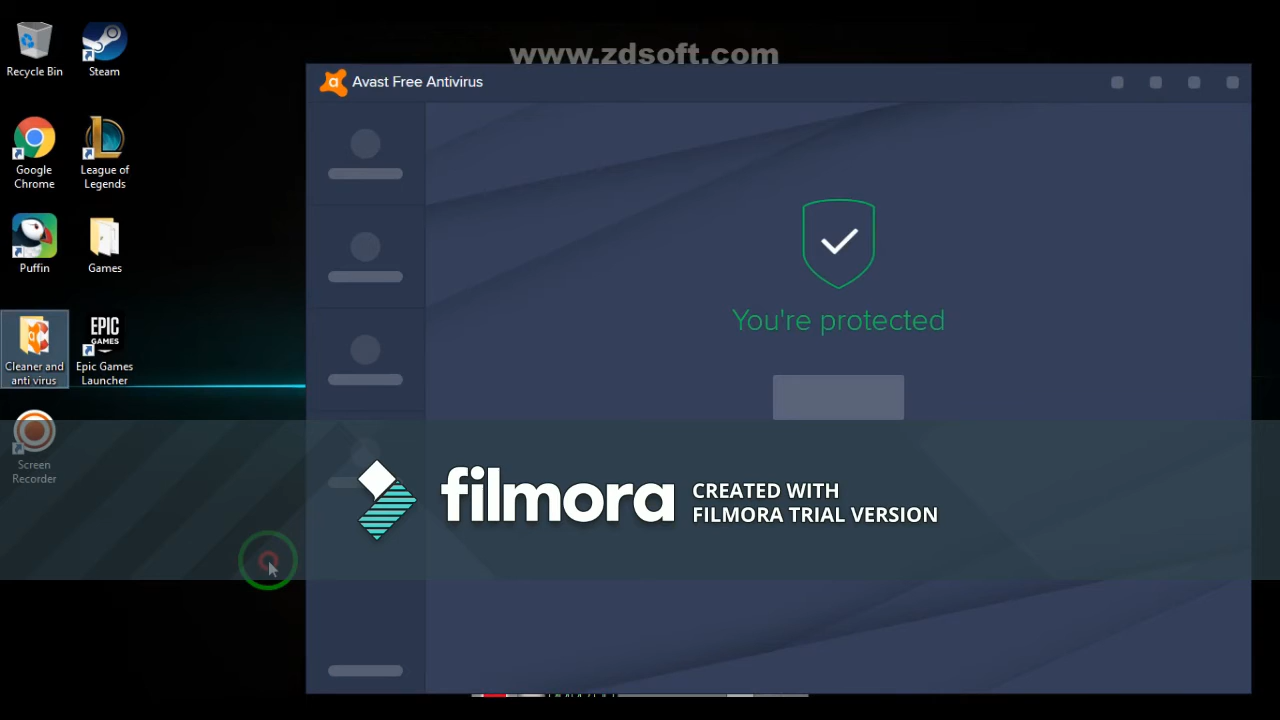 www.zdsoft.com
Avast Free Antivirus
Recycle Bin
Steam
Google
Chrome
League of
Legends
Puffin
Games
Cleaner and
anti virus
EPIC
GAMES
Epic Games
Launcher
Screen
Recorder
You're protected
filmora
CREATED WITH
FILMORA TRIAL VERSION